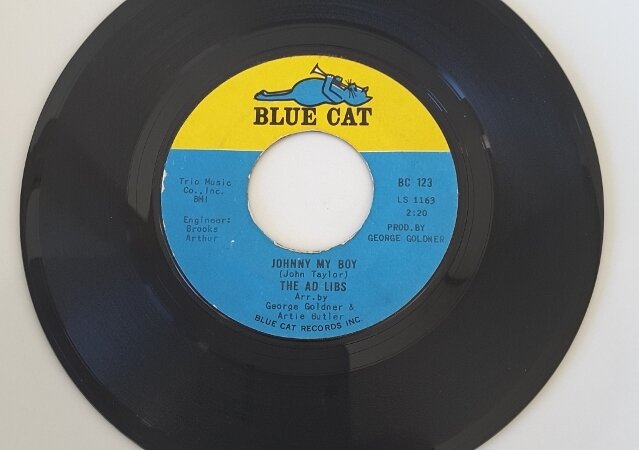 BLUE CAT
Trio Music
Co.,Inc.
BMI
Engineer:
Brooks
Arthur
BC 123
LS 1163
2:20
PROD.BY
GEORGE GOLDNER
JOHNNY MY BOY
(John Taylor)
THE AD LIBS
Arr.by
George Goldner &
Artie Butler
BLUE CAT RECORDS INC.